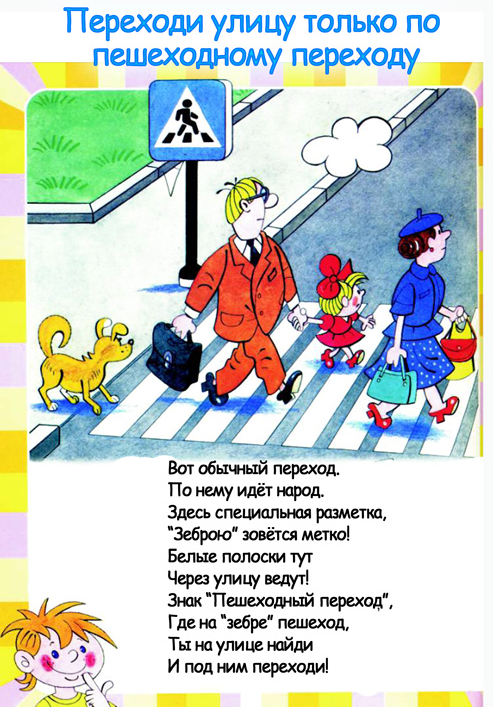 Переходи улицу только по
пешеходному переходу
Вот обычный переход.
По нему идёт народ.
Здесь специальная разметка,
"Зеброю" зовётся метко!
Белые полоски тут
Через улицу ведут!
Знак "Пешеходный переход",
Где на "зебре" пешеход,
Ты на улице найди
И под ним переходи!